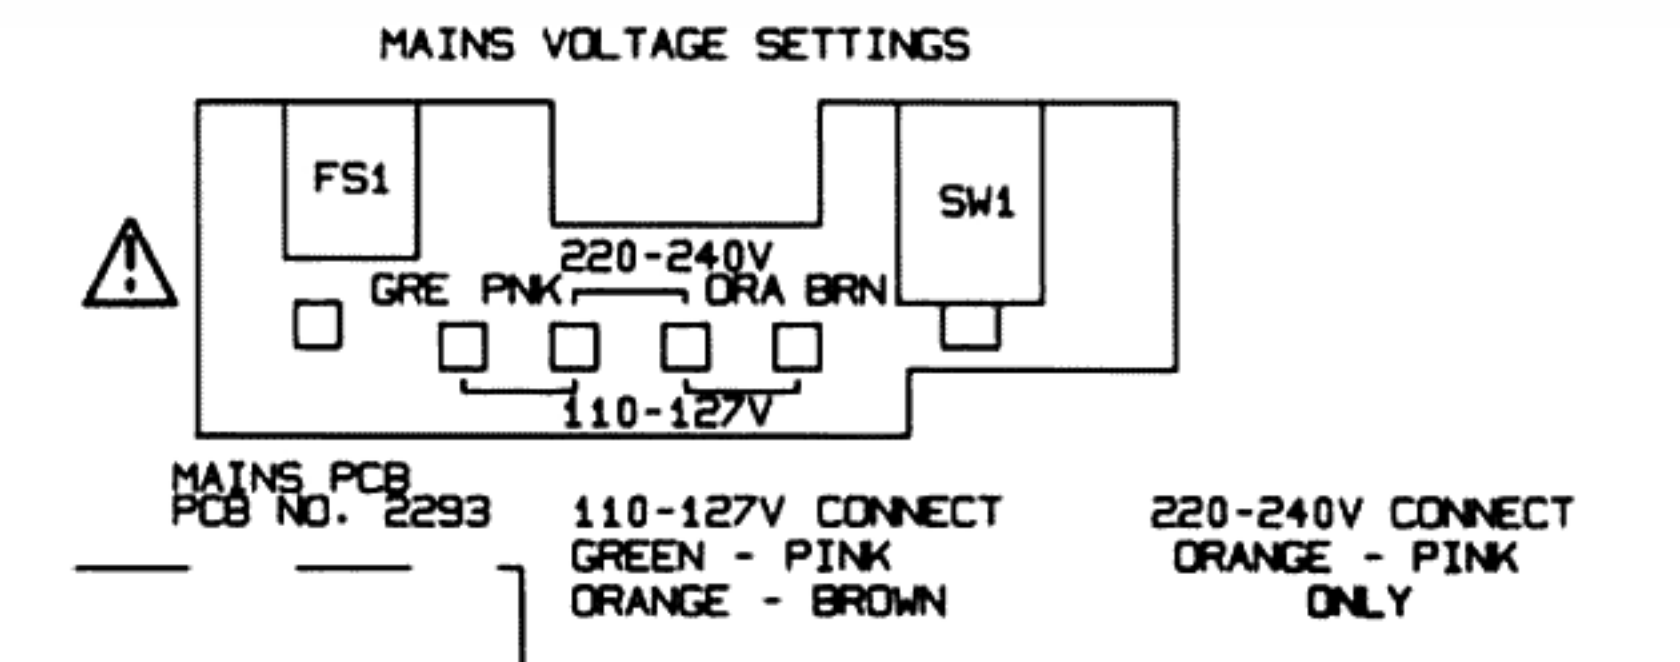 MAINS VOLTAGE SETTINGS
FS1
SW1
220-240V
GRE PNK ORA BRN
110-127V
MAINS PCB
PCB NO. 2293
110-127V CONNECT
GREEN - PINK
ORANGE - BROWN
220-240V CONNECT
ORANGE - PINK
ONLY